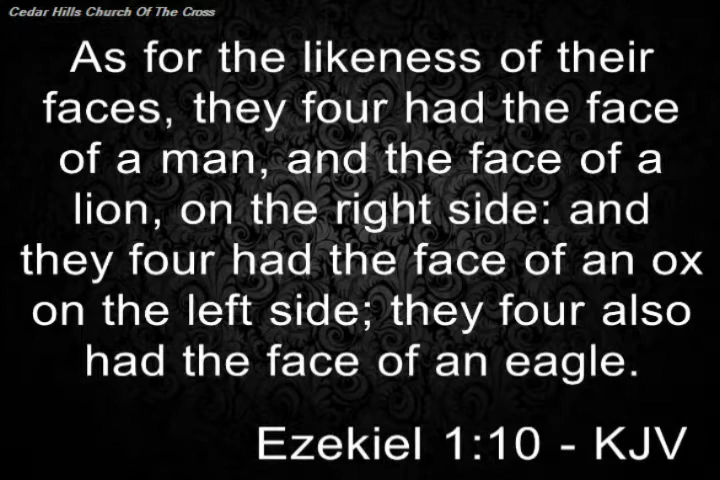 Cedar Hills Church Of The Cross
As for the likeness of their
faces, they four had the face
of a man, and the face of a
lion, on the right side: and
they four had the face of an ox
on the left side; they four also
had the face of an eagle.
Ezekiel 1:10 - KJV